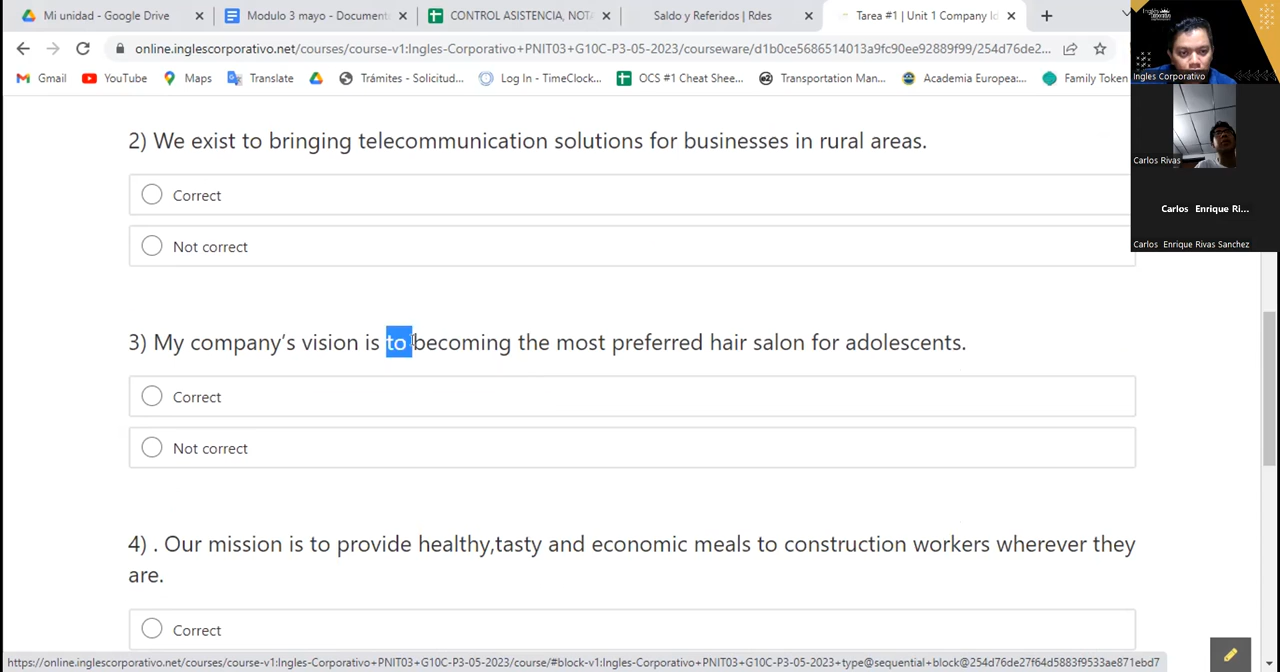 Mi unidad - Google Drive
Modulo 3 mayo - Document
CONTROL ASISTENCIA, NOTA
Saldo y Referidos | Rdes
Tarea #1 | Unit 1 Company Id
online.inglescorporativo.net/courses/course-v1:Ingles-Corporativo+PNIT03+G10C-P3-05-2023/courseware/d1b0ce5686514013a9fc90ee92889f99/254d76de2...
Gmail
YouTube
Maps
Translate
Trámites - Solicitud...
Log In - TimeClock...
OCS #1 Cheat Shee...
Transportation Man...
Academia Europea:...
Family Token
Ingles Corporativo
Carlos Rivas
Carlos Enrique Ri...
Carlos Enrique Rivas Sanchez
2) We exist to bringing telecommunication solutions for businesses in rural areas.
Correct
Not correct
3) My company's vision is to becoming the most preferred hair salon for adolescents.
Correct
Not correct
4) . Our mission is to provide healthy,tasty and economic meals to construction workers wherever they
are.
Correct
https://online.inglescorporativo.net/courses/course-v1:Ingles-Corporativo+PNIT03+G10C-P3-05-2023/course/#block-v1:Ingles-Corporativo+PNIT03+G10C-P3-05-2023+type@sequential+block@254d76de27f64d5883f9533ae871ebd7